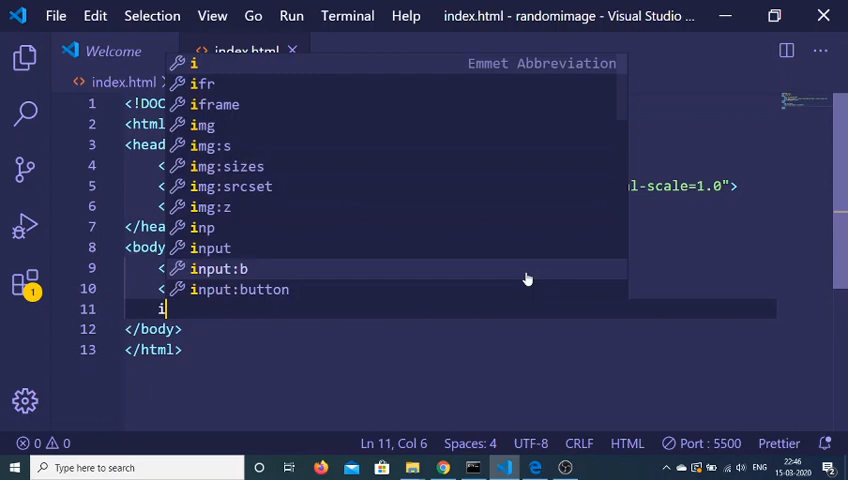 File Edit Selection View Go Run Terminal Help index.html - randomimage - Visual Studio ...
Welcome index.html
index.html
i Emmet Abbreviation
ifr
iframe
img
img:s
img:sizes
img:srcset
img:z
inp
input
input:b
input:button
1 <!DOC
2 <html
3 <head
4 <
5 < l-scale=1.0">
6 <
7 </hea
8 <body
9 <
10 <
11 i
12 </body>
13 </html>
1
0 0 Ln 11, Col 6 Spaces: 4 UTF-8 CRLF HTML Port : 5500 Prettier
Type here to search ENG 22:46
15-03-2020
2